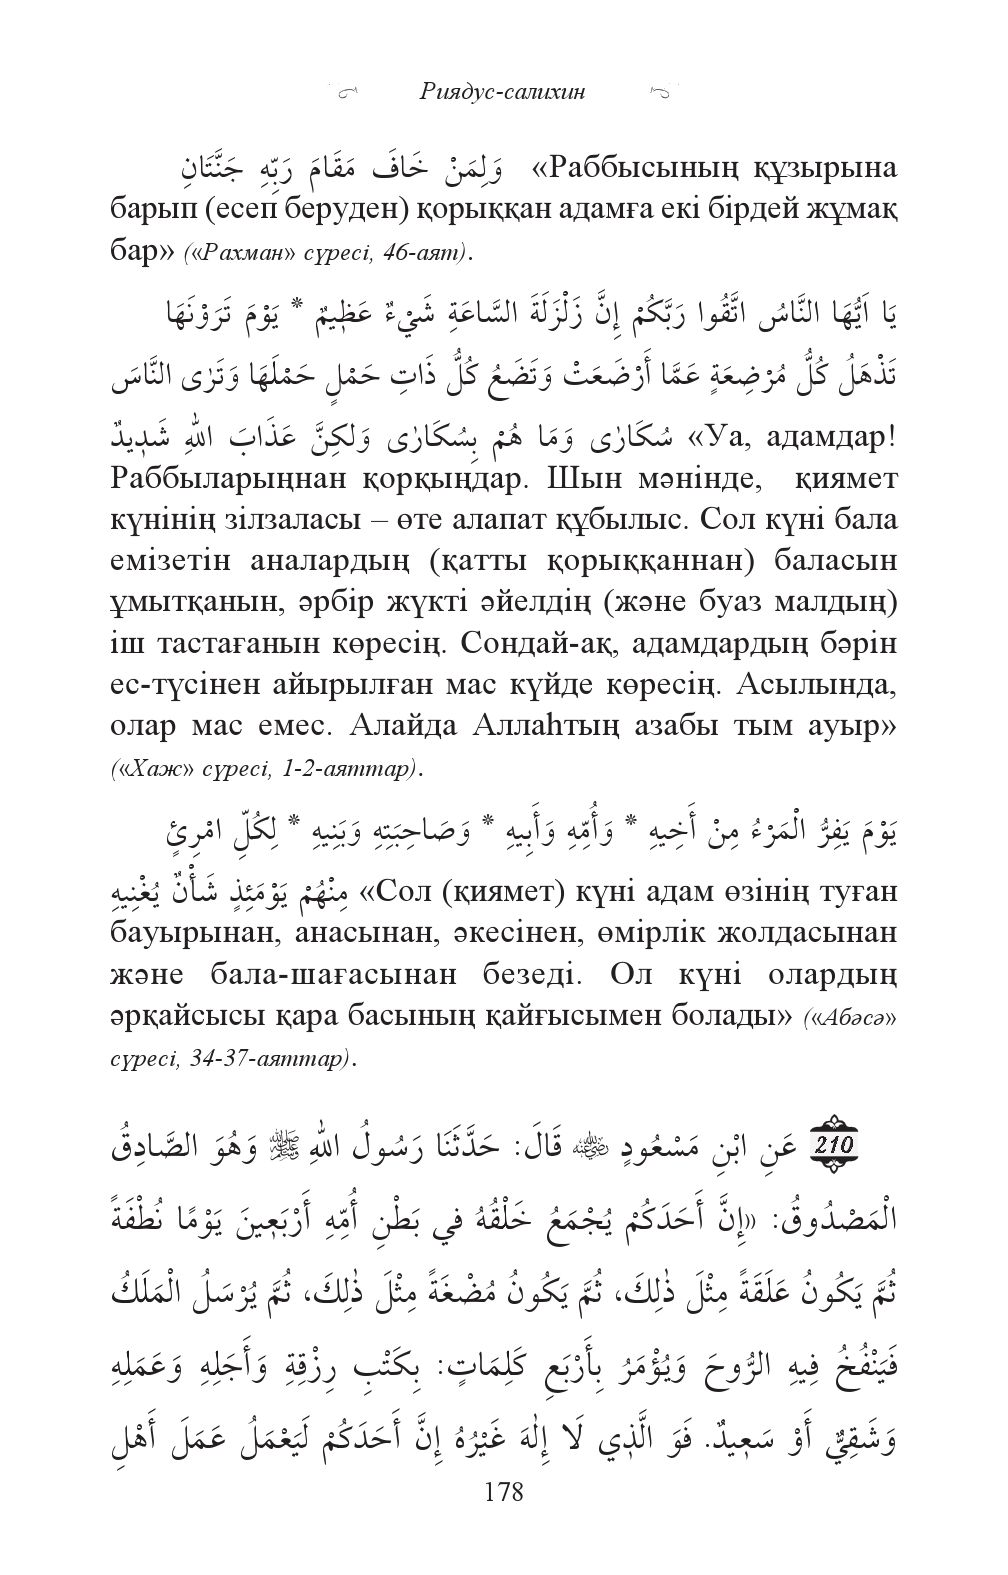 Риядус-салихин
وَلِمَنْ خَافَ مَقَامَ رَبِّهِ جَنَّتَانِ «Раббысының құзырына
барып (есеп беруден) қорыққан адамға екі бірдей жұмақ
бар» («Рахман» сүресі, 46-аят).
يَا اَيُّهَا النَّاسُ اتَّقُوا رَبَّكُمْ إِنَّ زَلْزَلَةَ السَّاعَةِ شَيْءٌ عَظِيمٌ * يَوْمَ تَرَوْنَهَا
تَذْهَلُ كُلُّ مُرْضِعَةٍ عَمَّا أَرْضَعَتْ وَتَضَعُ كُلُّ ذَاتِ حَمْلٍ حَمْلَهَا وَتَرٰى النَّاسَ
سُكَارٰى وَمَا هُمْ بِسُكَارٰى وَلٰكِنَّ عَذَابَ اللهِ شَدِيدٌ «Уа, адамдар!
Раббыларыңнан қорқыңдар. Шын мәнінде, қиямет
күнінің зілзаласы – өте алапат құбылыс. Сол күні бала
емізетін аналардың (қатты қорыққаннан) баласын
ұмытқанын, әрбір жүкті әйелдің (және буаз малдың)
іш тастағанын көресің. Сондай-ақ, адамдардың бәрін
ес-түсінен айырылған мас күйде көресің. Асылында,
олар мас емес. Алайда Аллаһтың азабы тым ауыр»
(«Хаж» сүресі, 1-2-аяттар).
يَوْمَ يَفِرُّ الْمَرْءُ مِنْ أَخِيهِ * وَأُمِّهِ وَأَبِيهِ * وَصَاحِبَتِهِ وَبَنِيهِ * لِكُلِّ امْرِئٍ
مِنْهُمْ يَوْمَئِذٍ شَأْنٌ يُغْنِيهِ «Сол (қиямет) күні адам өзінің туған
бауырынан, анасынан, әкесінен, өмірлік жолдасынан
және бала-шағасынан безеді. Ол күні олардың
әрқайсысы қара басының қайғысымен болады» («Абәсә»
сүресі, 34-37-аяттар).
210 عَنِ ابْنِ مَسْعُودٍ ؓ قَالَ: حَدَّثَنَا رَسُولُ اللهِ ﷺ وَهُوَ الصَّادِقُ
الْمَصْدُوقُ: «إِنَّ أَحَدَكُمْ يُجْمَعُ خَلْقُهُ في بَطْنِ أُمِّهِ أَرْبَعِينَ يَوْمًا نُطْفَةً
ثُمَّ يَكُونُ عَلَقَةً مِثْلَ ذٰلِكَ، ثُمَّ يَكُونُ مُضْغَةً مِثْلَ ذٰلِكَ، ثُمَّ يُرْسَلُ الْمَلَكُ
فَيَنْفُخُ فِيهِ الرُّوحَ وَيُؤْمَرُ بِأَرْبَعِ كَلِمَاتٍ: بِكَتْبِ رِزْقِهِ وَأَجَلِهِ وَعَمَلِهِ
وَشَقِيٌّ أَوْ سَعِيدٌ. فَوَ الَّذِي لَا إِلٰهَ غَيْرُهُ إِنَّ أَحَدَكُمْ لَيَعْمَلُ عَمَلَ أَهْلِ
178